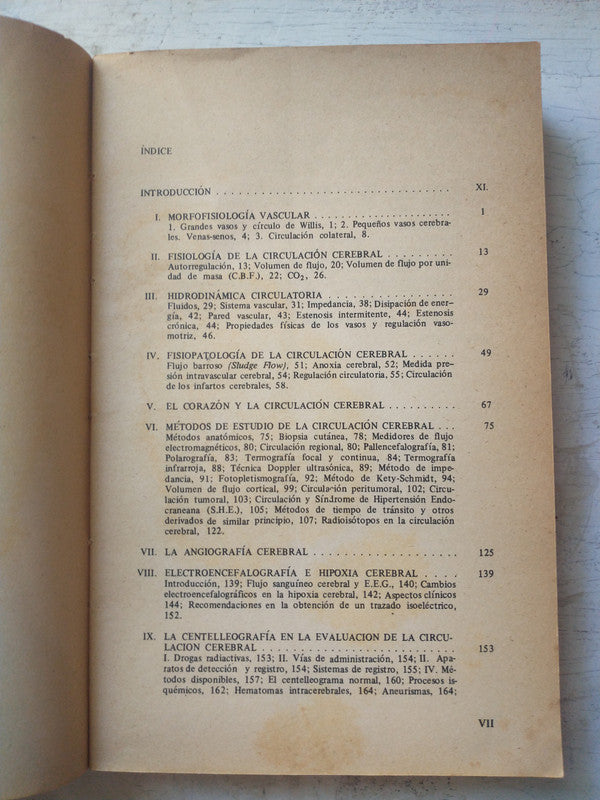 ÍNDICE
INTRODUCCIÓN . . . . . . . . . . . . . . . . . . . . . . . . . . . . . . . . . XI.
I. MORFOFISIOLOGÍA VASCULAR . . . . . . . . . . . . . . . . . . . . . . 1
1. Grandes vasos y círculo de Willis, 1; 2. Pequeños vasos cerebra-
les. Venas-senos, 4; 3. Circulación colateral, 8.
II. FISIOLOGÍA DE LA CIRCULACIÓN CEREBRAL . . . . . . . . . . 13
Autorregulación, 13; Volumen de flujo, 20; Volumen de flujo por uni-
dad de masa (C.B.F.), 22; CO₂, 26.
III. HIDRODINÁMICA CIRCULATORIA . . . . . . . . . . . . . . . . . 29
Fluidos, 29; Sistema vascular, 31; Impedancia, 38; Disipación de ener-
gía, 42; Pared vascular, 43; Estenosis intermitente, 44; Estenosis
crónica, 44; Propiedades físicas de los vasos y regulación vaso-
motriz, 46.
IV. FISIOPATOLOGÍA DE LA CIRCULACIÓN CEREBRAL . . . . . . 49
Flujo barroso (Sludge Flow), 51; Anoxia cerebral, 52; Medida pre-
sión intravascular cerebral, 54; Regulación circulatoria, 55; Circulación
de los infartos cerebrales, 58.
V. EL CORAZÓN Y LA CIRCULACIÓN CEREBRAL . . . . . . . . . . 67
VI. MÉTODOS DE ESTUDIO DE LA CIRCULACIÓN CEREBRAL . . . 75
Métodos anatómicos, 75; Biopsia cutánea, 78; Medidores de flujo
electromagnéticos, 80; Circulación regional, 80; Pallencefalografía, 81;
Polarografía, 83; Termografía focal y continua, 84; Termografía
infrarroja, 88; Técnica Doppler ultrasónica, 89; Método de impe-
dancia, 91; Fotopletismografía, 92; Método de Kety-Schmidt, 94;
Volumen de flujo cortical, 99; Circulación peritumoral, 102; Circu-
lación tumoral, 103; Circulación y Síndrome de Hipertensión Endo-
craneana (S.H.E.), 105; Métodos de tiempo de tránsito y otros
derivados de similar principio, 107; Radioisótopos en la circulación
cerebral, 122.
VII. LA ANGIOGRAFÍA CEREBRAL . . . . . . . . . . . . . . . . . . . 125
VIII. ELECTROENCEFALOGRAFÍA E HIPOXIA CEREBRAL . . . . 139
Introducción, 139; Flujo sanguíneo cerebral y E.E.G., 140; Cambios
electroencefalográficos en la hipoxia cerebral, 142; Aspectos clínicos
144; Recomendaciones en la obtención de un trazado isoeléctrico,
152.
IX. LA CENTELLEOGRAFÍA EN LA EVALUACION DE LA CIRCU-
LACION CEREBRAL . . . . . . . . . . . . . . . . . . . . . . . . . 153
I. Drogas radiactivas, 153; II. Vías de administración, 154; II. Apa-
ratos de detección y registro, 154; Sistemas de registro, 155; IV. Mé-
todos disponibles, 157; El centelleograma normal, 160; Procesos is-
quémicos, 162; Hematomas intracerebrales, 164; Aneurismas, 164;
VII